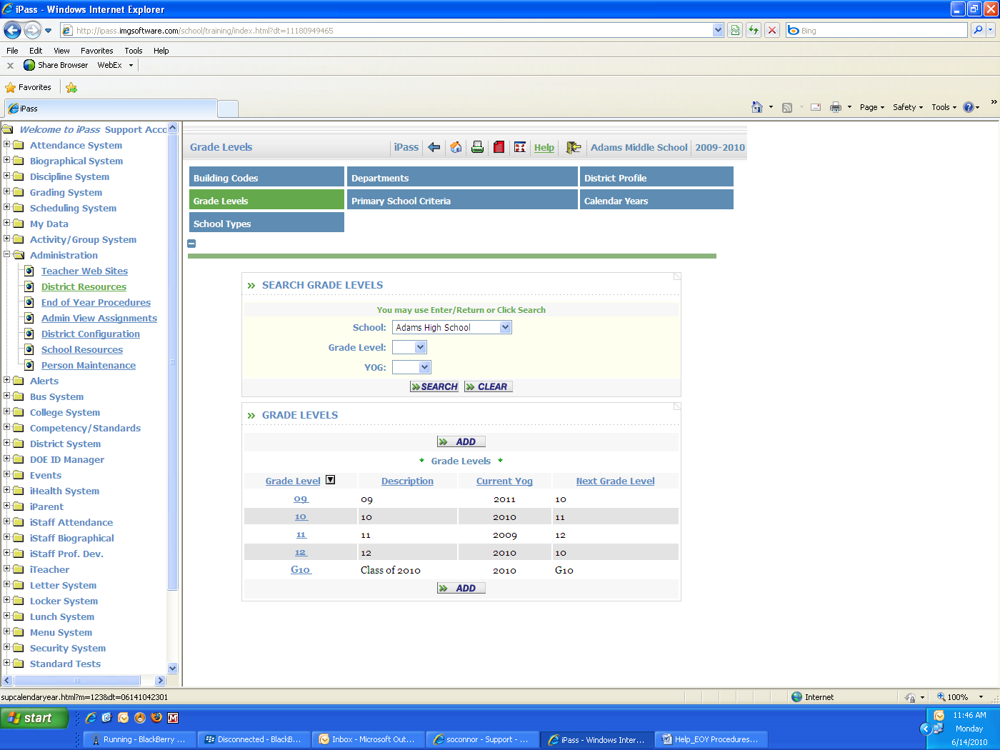 iPass - Windows Internet Explorer
http://ipass.imgsoftware.com/school/training/index.html?dt=11180949465
Bing
File Edit View Favorites Tools Help
x Share Browser WebEx
Favorites
iPass
Page Safety Tools
Welcome to iPass Support Acco
Attendance System
Biographical System
Discipline System
Grading System
Scheduling System
My Data
Activity/Group System
Administration
Teacher Web Sites
District Resources
End of Year Procedures
Admin View Assignments
District Configuration
School Resources
Person Maintenance
Alerts
Bus System
College System
Competency/Standards
District System
DOE ID Manager
Events
iHealth System
iParent
iStaff Attendance
iStaff Biographical
iStaff Prof. Dev.
iTeacher
Letter System
Locker System
Lunch System
Menu System
Security System
Standard Tests
Grade Levels iPass Help Adams Middle School 2009-2010
Building Codes Departments District Profile
Grade Levels Primary School Criteria Calendar Years
School Types
SEARCH GRADE LEVELS
You may use Enter/Return or Click Search
School: Adams High School
Grade Level:
YOG:
SEARCH CLEAR
GRADE LEVELS
ADD
Grade Levels
Grade Level Description Current Yog Next Grade Level
09 09 2011 10
10 10 2010 11
11 11 2009 12
12 12 2010 10
G10 Class of 2010 2010 G10
ADD
supcalendaryear.html?m=123&dt=06141042301 Internet 100%
start
11:46 AM
Monday
6/14/2010
Running - BlackBerry ... Disconnected - BlackB... Inbox - Microsoft Out... soconnor - Support - ... iPass - Windows Inter... Help_EOY Procedures...